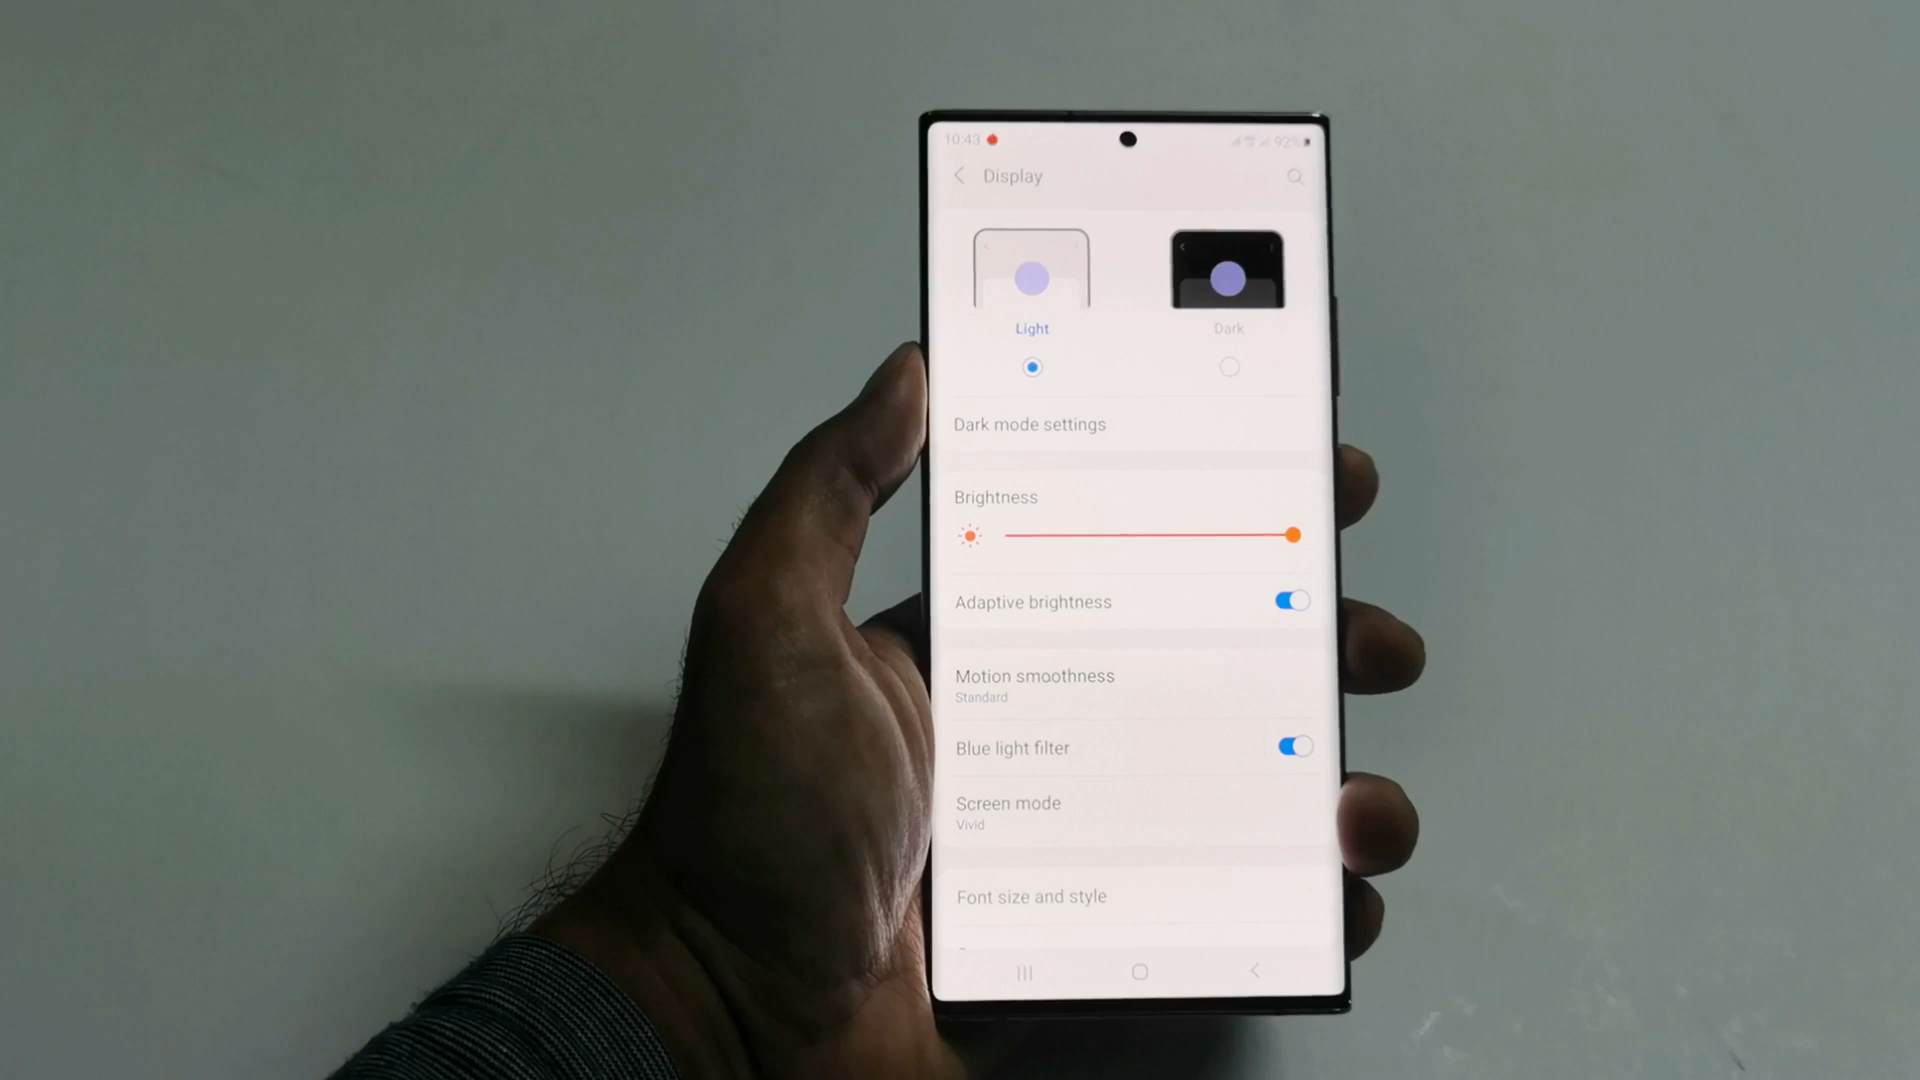 10:43 92%
Display
Light Dark
Dark mode settings
Brightness
Adaptive brightness
Motion smoothness
Standard
Blue light filter
Screen mode
Vivid
Font size and style